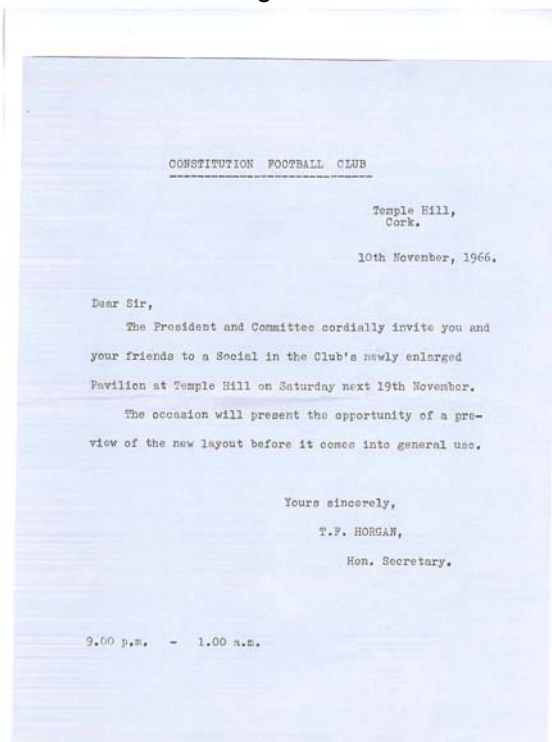 CONSTITUTION FOOTBALL CLUB
Temple Hill,
Cork.
10th November, 1966.
Dear Sir,
The President and Committee cordially invite you and
your friends to a Social in the Club's newly enlarged
Pavilion at Temple Hill on Saturday next 19th November.
The occasion will present the opportunity of a pre-
view of the new layout before it comes into general use.
Yours sincerely,
T.F. HORGAN,
Hon. Secretary.
9.00 p.m. - 1.00 a.m.